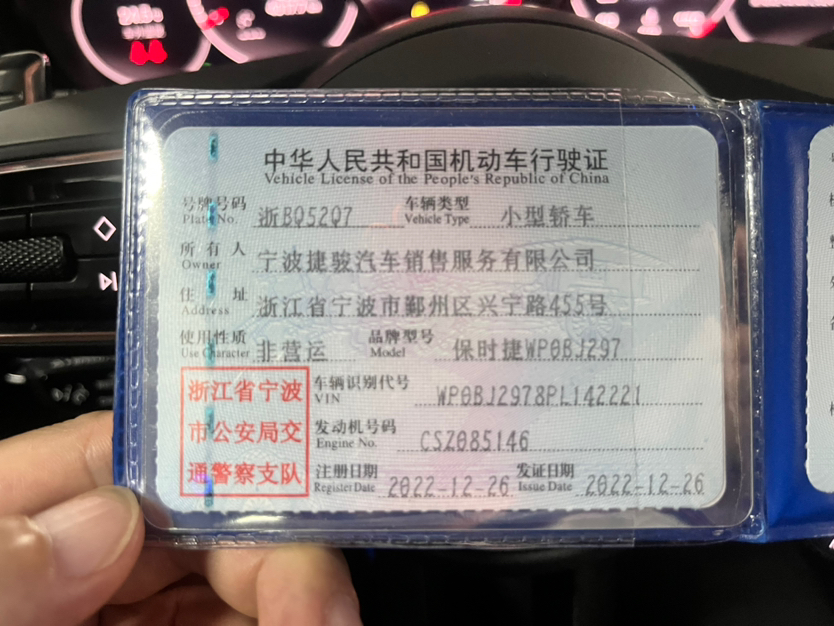 中华人民共和国机动车行驶证
Vehicle License of the People's Republic of China
号牌号码 浙BQ52Q7 车辆类型 小型轿车
Plate No. Vehicle Type
所有人 宁波捷骏汽车销售服务有限公司
Owner
住址 浙江省宁波市鄞州区兴宁路455号
Address
使用性质 非营运 品牌型号 保时捷WP0BJ297
Use Character Model
浙江省宁波
市公安局交
通警察支队
车辆识别代号 WP0BJ2978PL142221
VIN
发动机号码 CSZ085146
Engine No.
注册日期 2022-12-26 发证日期 2022-12-26
Register Date Issue Date